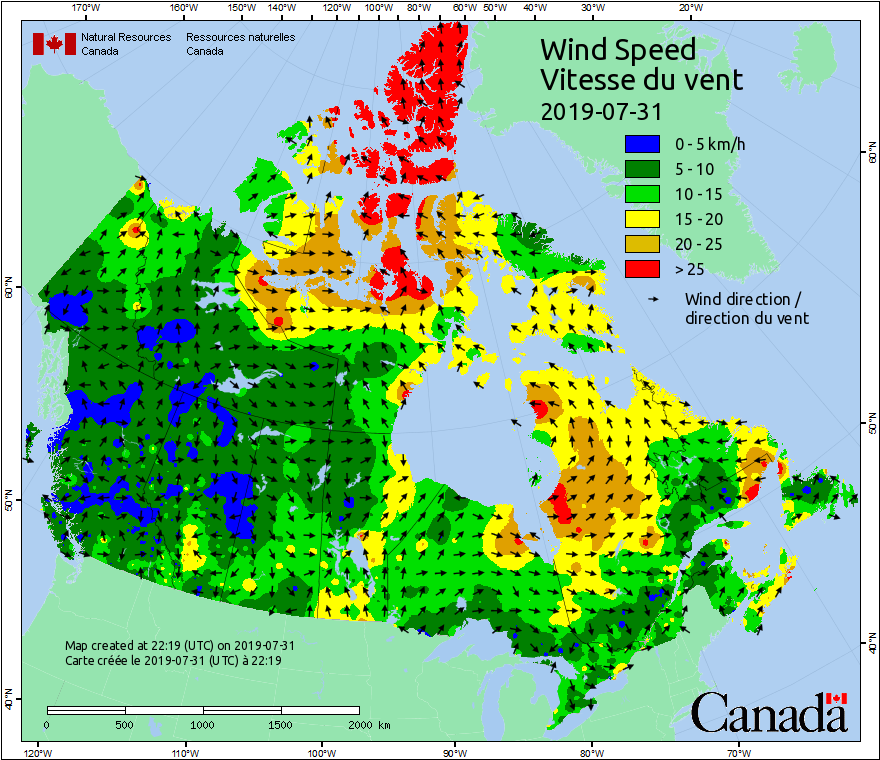 170°W 160°W 150°W 140°W 120°W 100°W 80°W 60°W 50°W 40°W 30°W 20°W
Natural Resources Ressources naturelles
Canada Canada
Wind Speed
Vitesse du vent
2019-07-31
0 - 5 km/h
5 - 10
10 - 15
15 - 20
20 - 25
> 25
Wind direction /
direction du vent
60°N
60°N
50°N
50°N
40°N
40°N
Map created at 22:19 (UTC) on 2019-07-31
Carte créée le 2019-07-31 (UTC) à 22:19
0 500 1000 1500 2000 km
Canada
120°W 110°W 100°W 90°W 80°W 70°W